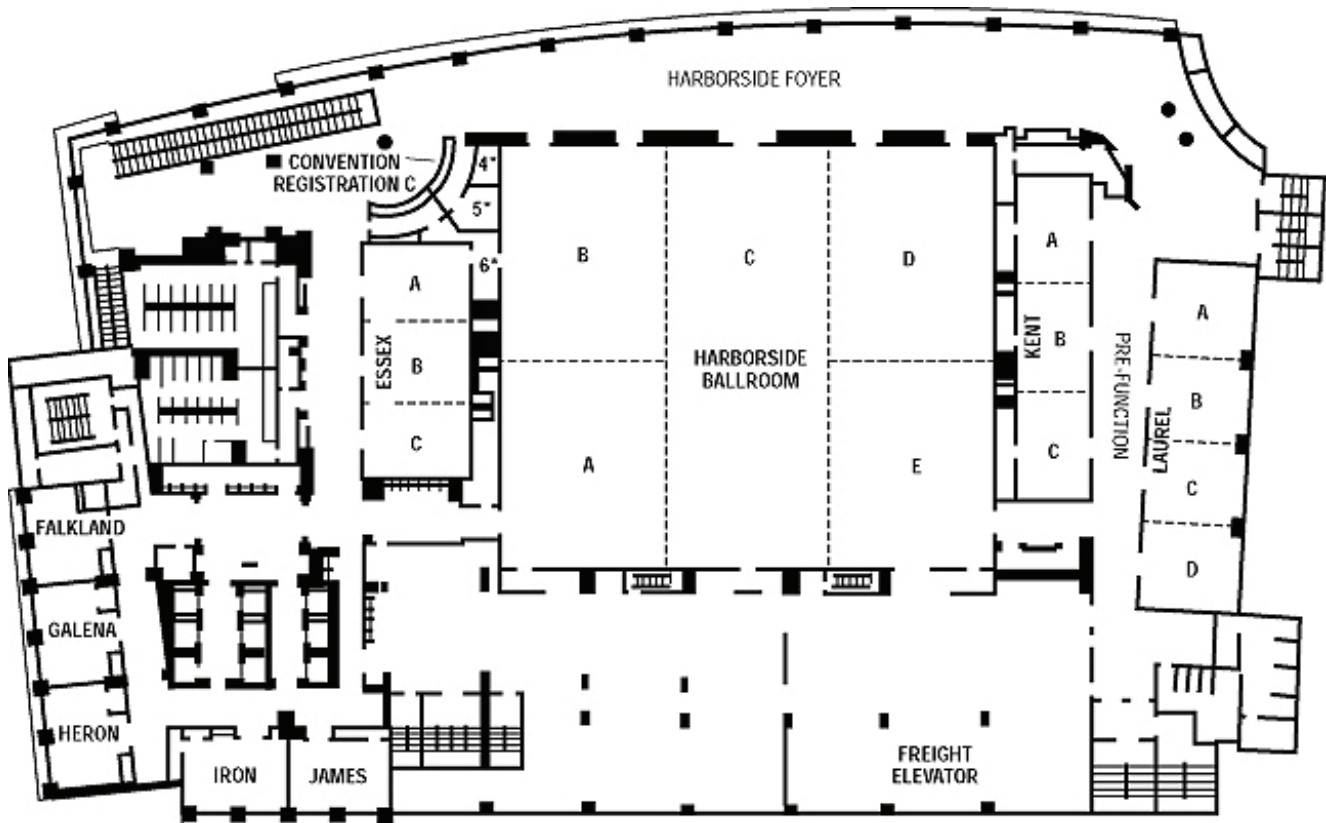 HARBORSIDE FOYER
CONVENTION
REGISTRATION C
4*
5*
6*
B
C
D
A
A
A
ESSEX
B
C
HARBORSIDE
BALLROOM
A
E
KENT
B
C
PRE-FUNCTION
LAUREL
B
C
D
FALKLAND
GALENA
HERON
IRON
JAMES
FREIGHT
ELEVATOR